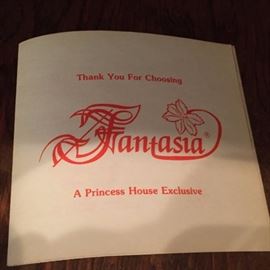 Thank You For Choosing
Fantasia®
A Princess House Exclusive